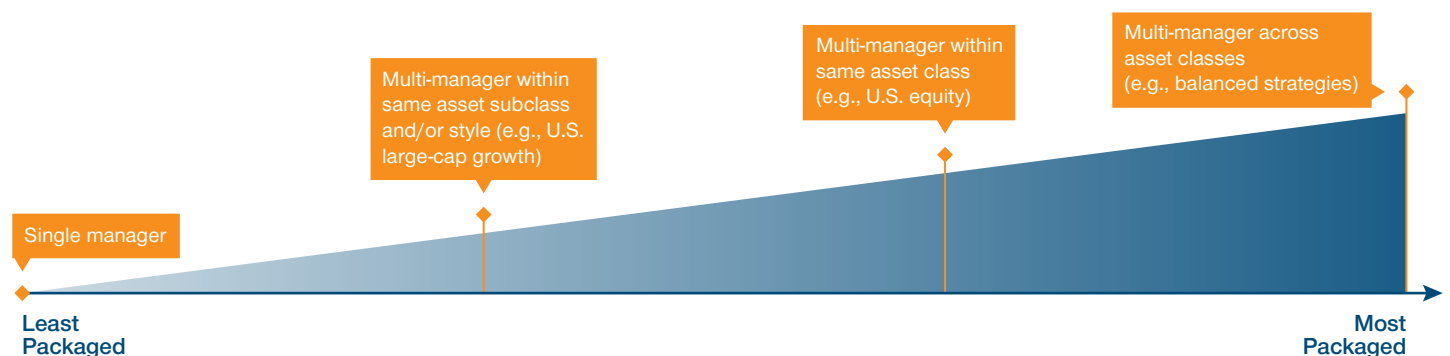 Single manager
Multi-manager within
same asset subclass
and/or style (e.g., U.S.
large-cap growth)
Multi-manager within
same asset class
(e.g., U.S. equity)
Multi-manager across
asset classes
(e.g., balanced strategies)
Least
Packaged
Most
Packaged